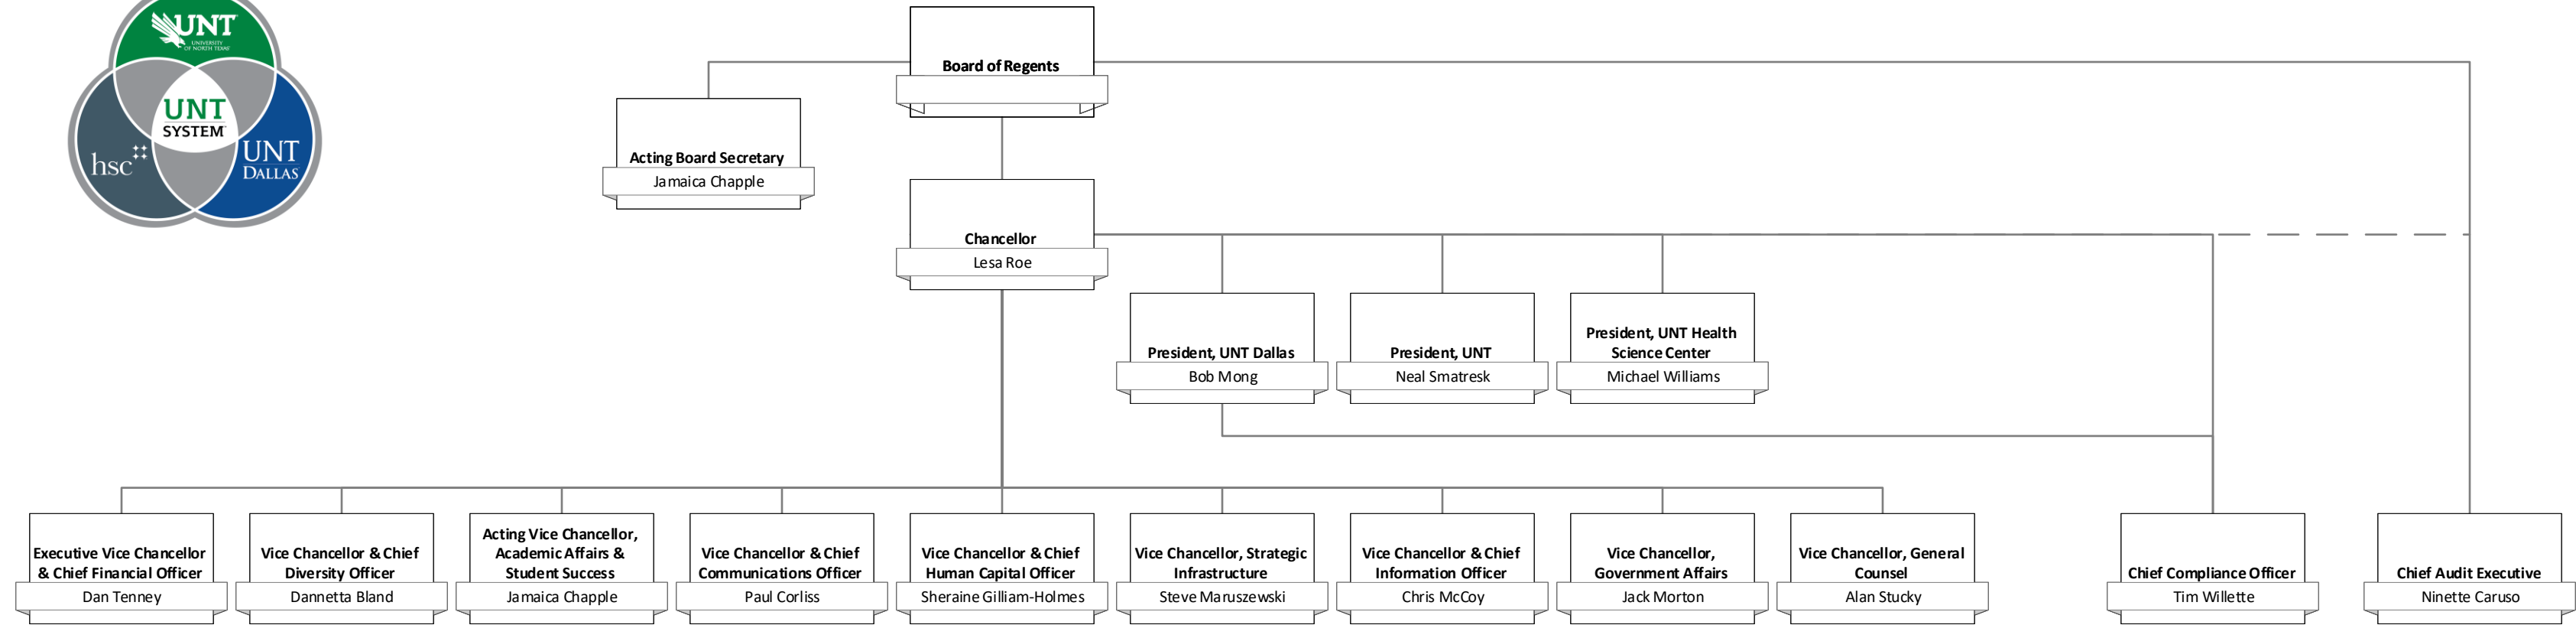 UNT
UNIVERSITY
OF NORTH TEXAS
UNT
SYSTEM
hsc
UNT
DALLAS
Board of Regents
Acting Board Secretary
Jamaica Chapple
Chancellor
Lesa Roe
President, UNT Dallas
Bob Mong
President, UNT
Neal Smatresk
President, UNT Health
Science Center
Michael Williams
Executive Vice Chancellor
& Chief Financial Officer
Dan Tenney
Vice Chancellor & Chief
Diversity Officer
Dannetta Bland
Acting Vice Chancellor,
Academic Affairs &
Student Success
Jamaica Chapple
Vice Chancellor & Chief
Communications Officer
Paul Corliss
Vice Chancellor & Chief
Human Capital Officer
Sheraine Gilliam-Holmes
Vice Chancellor, Strategic
Infrastructure
Steve Maruszewski
Vice Chancellor & Chief
Information Officer
Chris McCoy
Vice Chancellor,
Government Affairs
Jack Morton
Vice Chancellor, General
Counsel
Alan Stucky
Chief Compliance Officer
Tim Willette
Chief Audit Executive
Ninette Caruso